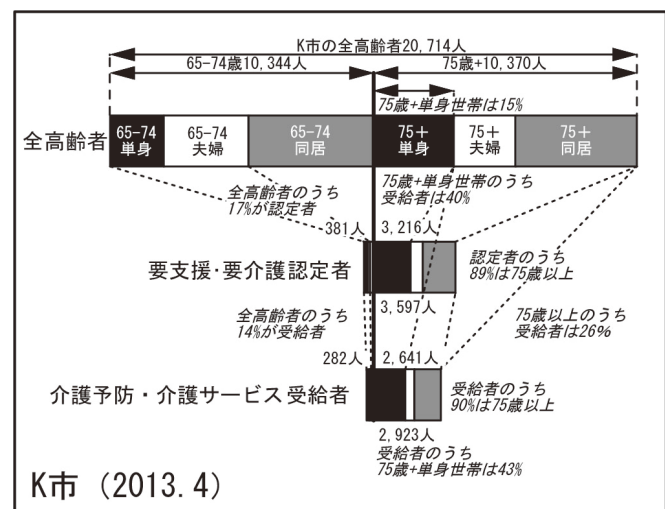 K市の全高齢者20,714人
65-74歳10,344人
75歳+10,370人
75歳+単身世帯は15%
全高齢者
65-74
単身
65-74
夫婦
65-74
同居
75＋
単身
75＋
夫婦
75＋
同居
全高齢者のうち
17%が認定者
75歳+単身世帯のうち
受給者は40%
381人
3,216人
要支援・要介護認定者
認定者のうち
89%は75歳以上
3,597人
全高齢者のうち
14%が受給者
75歳以上のうち
受給者は26%
282人
2,641人
介護予防・介護サービス受給者
受給者のうち
90%は75歳以上
2,923人
受給者のうち
75歳+単身世帯は43%
K市（2013.4）